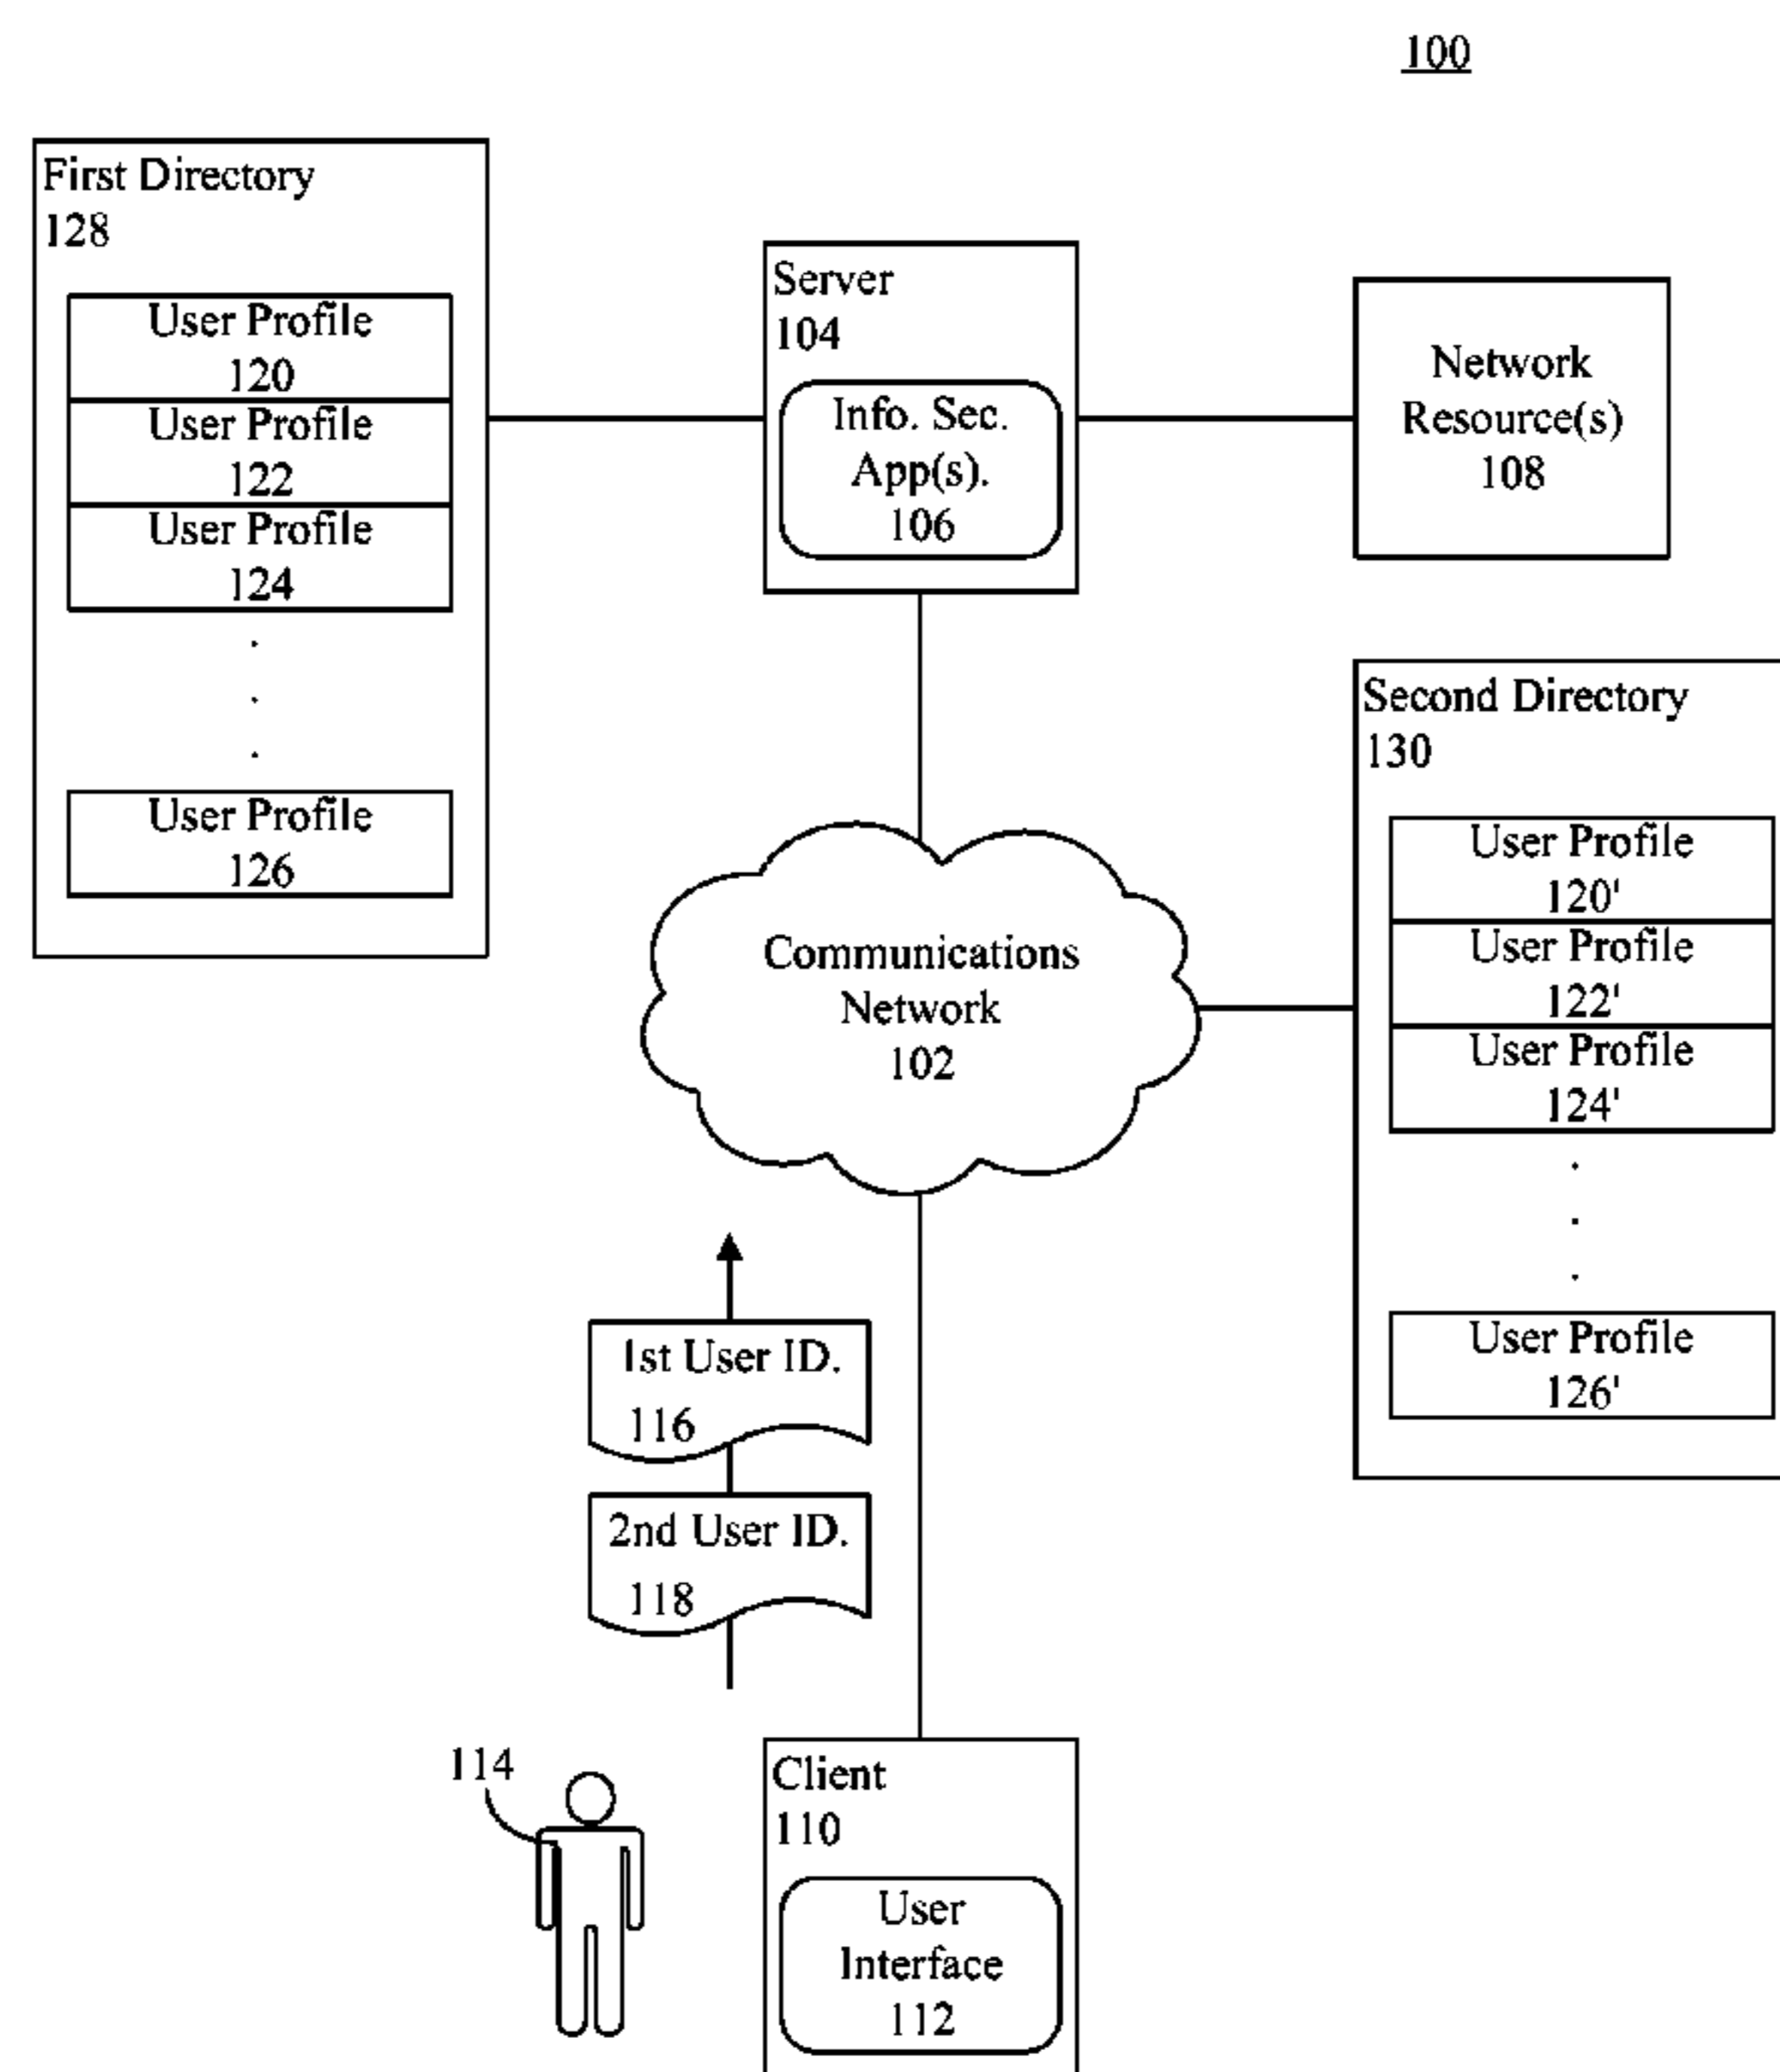 100
First Directory
128
User Profile
120
User Profile
122
User Profile
124
.
.
.
User Profile
126
Server
104
Info. Sec.
App(s).
106
Network
Resource(s)
108
Second Directory
130
User Profile
120'
User Profile
122'
User Profile
124'
.
.
.
User Profile
126'
Communications
Network
102
1st User ID.
116
2nd User ID.
118
114
Client
110
User
Interface
112